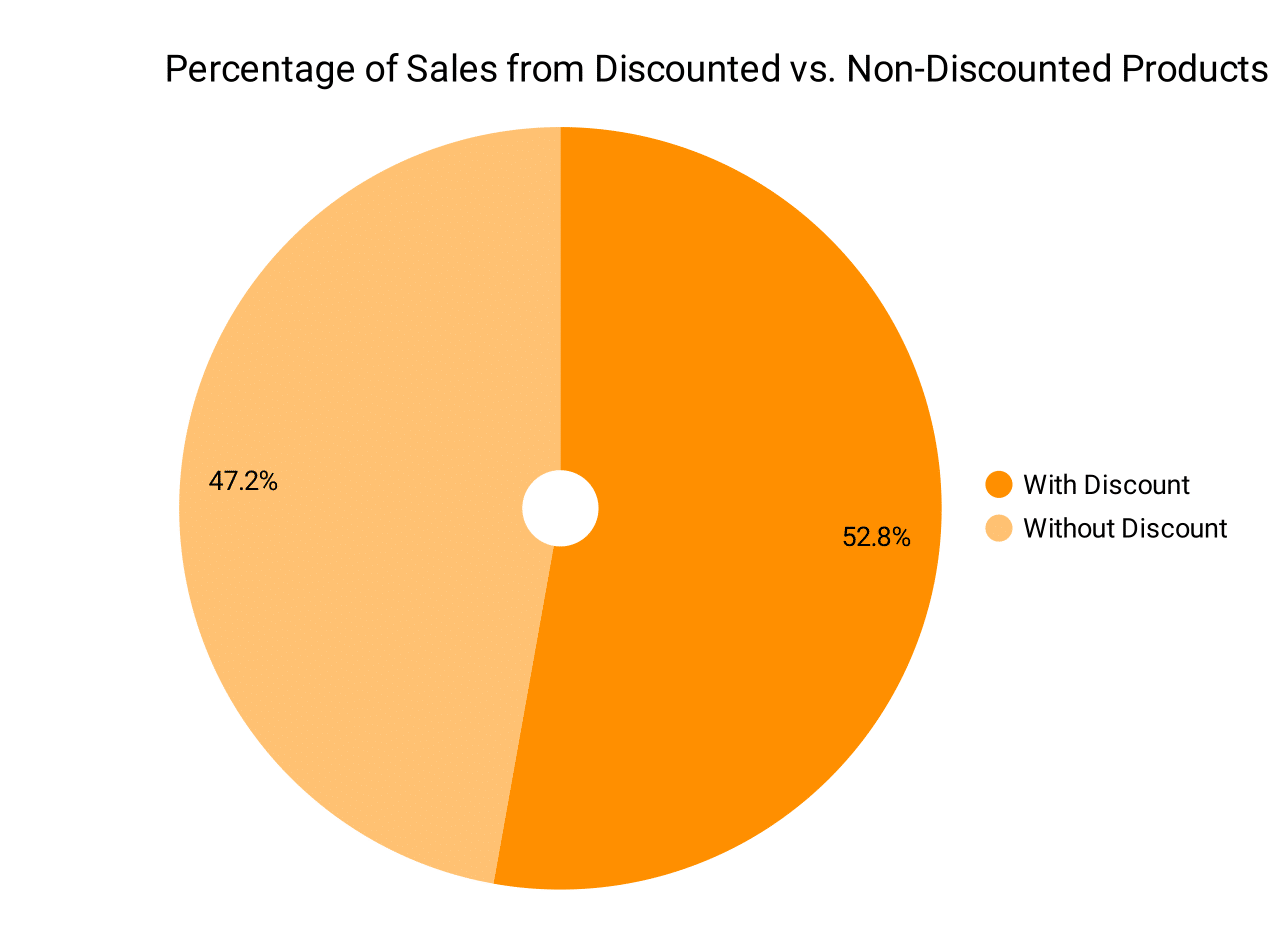 Percentage of Sales from Discounted vs. Non-Discounted Products
47.2%
52.8%
With Discount
Without Discount